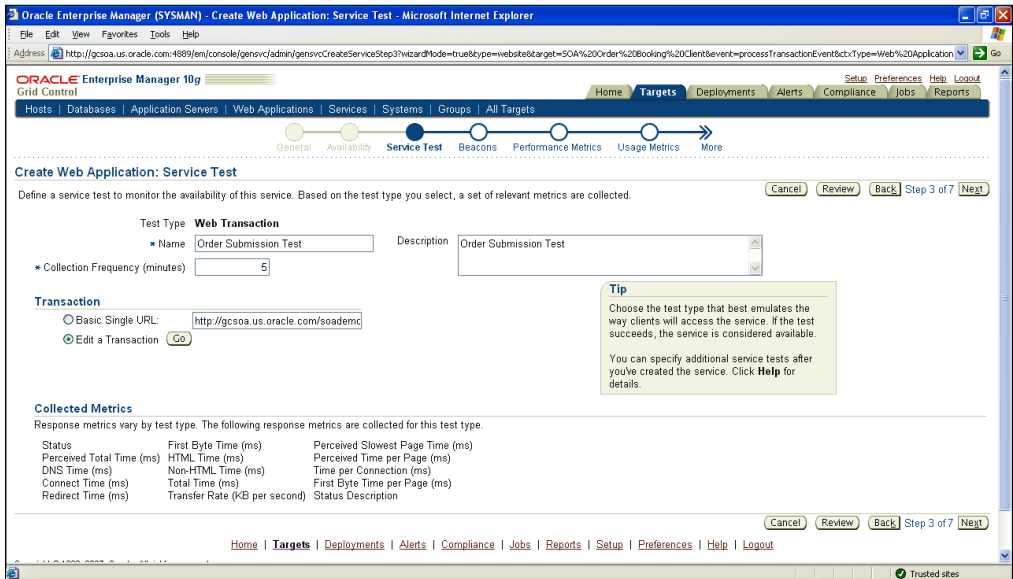 Oracle Enterprise Manager (SYSMAN) - Create Web Application: Service Test - Microsoft Internet Explorer
File Edit View Favorites Tools Help
Address http://gcsoa.us.oracle.com:4889/em/console/gensvc/admin/gensvcCreateServiceStep3?wizardMode=true&type=website&target=SOA%20Order%20Booking%20Client&event=processTransactionEvent&ctxType=Web%20Application Go
ORACLE Enterprise Manager 10g
Grid Control
Setup Preferences Help Logout
Home Targets Deployments Alerts Compliance Jobs Reports
Hosts | Databases | Application Servers | Web Applications | Services | Systems | Groups | All Targets
General Availability Service Test Beacons Performance Metrics Usage Metrics More
Create Web Application: Service Test
Define a service test to monitor the availability of this service. Based on the test type you select, a set of relevant metrics are collected.
Cancel Review Back Step 3 of 7 Next
Test Type Web Transaction
* Name Order Submission Test
Description Order Submission Test
* Collection Frequency (minutes) 5
Transaction
Basic Single URL: http://gcsoa.us.oracle.com/soademo
Edit a Transaction Go
Tip
Choose the test type that best emulates the
way clients will access the service. If the test
succeeds, the service is considered available.
You can specify additional service tests after
you've created the service. Click Help for
details.
Collected Metrics
Response metrics vary by test type. The following response metrics are collected for this test type.
Status First Byte Time (ms) Perceived Slowest Page Time (ms)
Perceived Total Time (ms) HTML Time (ms) Perceived Time per Page (ms)
DNS Time (ms) Non-HTML Time (ms) Time per Connection (ms)
Connect Time (ms) Total Time (ms) First Byte Time per Page (ms)
Redirect Time (ms) Transfer Rate (KB per second) Status Description
Cancel Review Back Step 3 of 7 Next
Home | Targets | Deployments | Alerts | Compliance | Jobs | Reports | Setup | Preferences | Help | Logout
Trusted sites